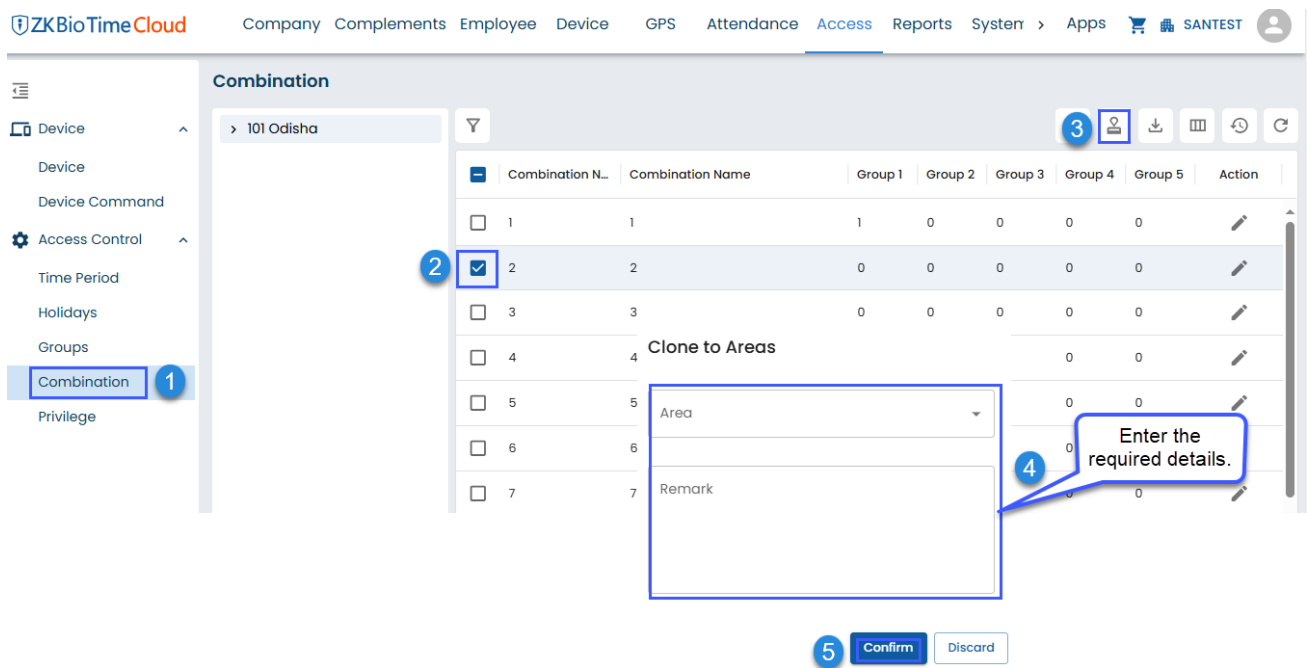 ZKBioTime Cloud Company Complements Employee Device GPS Attendance Access Reports System > Apps SANTEST
Combination
Device
Device
Device Command
Access Control
Time Period
Holidays
Groups
Combination 1
Privilege
> 101 Odisha
3
Combination N... Combination Name Group 1 Group 2 Group 3 Group 4 Group 5 Action
1 1 1 0 0 0 0
2 2 2 0 0 0 0 0
3 3 0 0 0 0 0
4 4 0 0
5 5 0 0
6 6 0
7 7 0 0
Clone to Areas
Area
Remark
4
Enter the
required details.
5 Confirm Discard